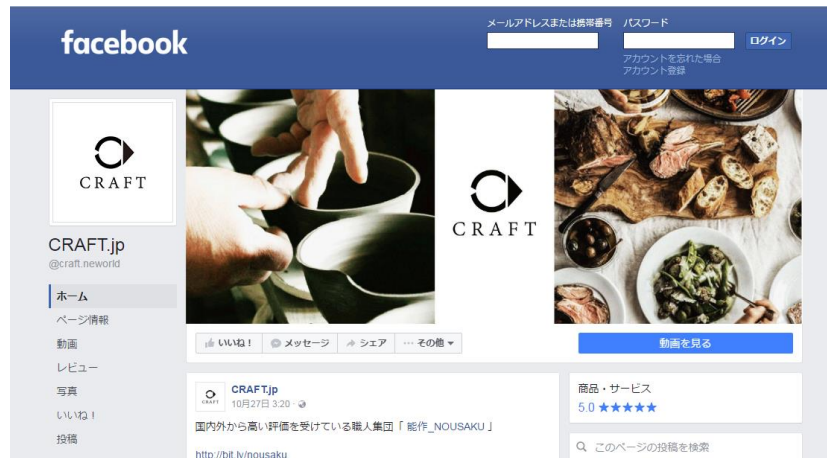 facebook
メールアドレスまたは携帯番号 パスワード
ログイン
アカウントを忘れた場合
アカウント登録
CRAFT
CRAFT
CRAFT.jp
@craft.neworld
ホーム
ページ情報
動画
レビュー
写真
いいね！
投稿
いいね！ メッセージ シェア ··· その他
動画を見る
CRAFT
CRAFT.jp
10月27日 3:20 ·
国内外から高い評価を受けている職人集団「 能作_NOUSAKU 」
http://bit.ly/nousaku
商品・サービス
5.0 ★★★★★
このページの投稿を検索